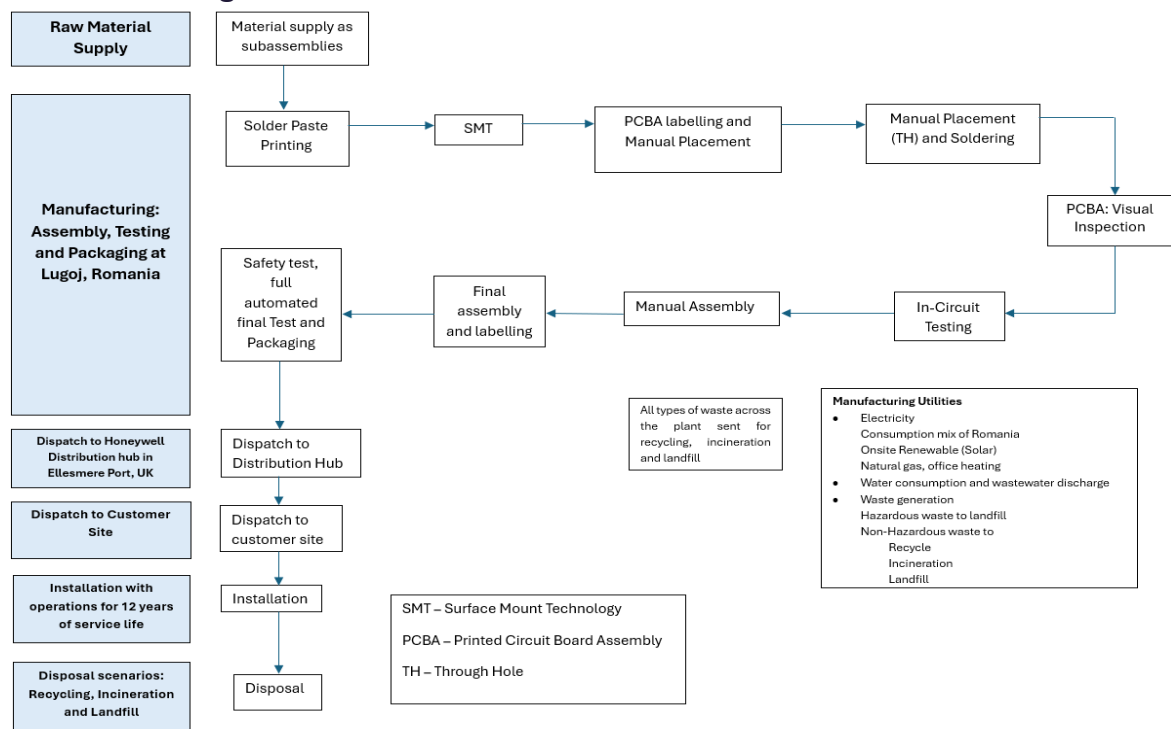 Raw Material
Supply
Material supply as
subassemblies
Manufacturing:
Assembly, Testing
and Packaging at
Lugoj, Romania
Solder Paste
Printing
SMT
PCBA labelling and
Manual Placement
Manual Placement
(TH) and Soldering
PCBA: Visual
Inspection
In-Circuit
Testing
Manual Assembly
Final
assembly
and labelling
Safety test,
full
automated
final Test and
Packaging
All types of waste across
the plant sent for
recycling, incineration
and landfill
Manufacturing Utilities
● Electricity
Consumption mix of Romania
Onsite Renewable (Solar)
Natural gas, office heating
● Water consumption and wastewater discharge
● Waste generation
Hazardous waste to landfill
Non-Hazardous waste to
Recycle
Incineration
Landfill
Dispatch to Honeywell
Distribution hub in
Ellesmere Port, UK
Dispatch to
Distribution Hub
Dispatch to Customer
Site
Dispatch to
customer site
Installation with
operations for 12 years
of service life
Installation
SMT – Surface Mount Technology
PCBA – Printed Circuit Board Assembly
TH – Through Hole
Disposal scenarios:
Recycling, Incineration
and Landfill
Disposal